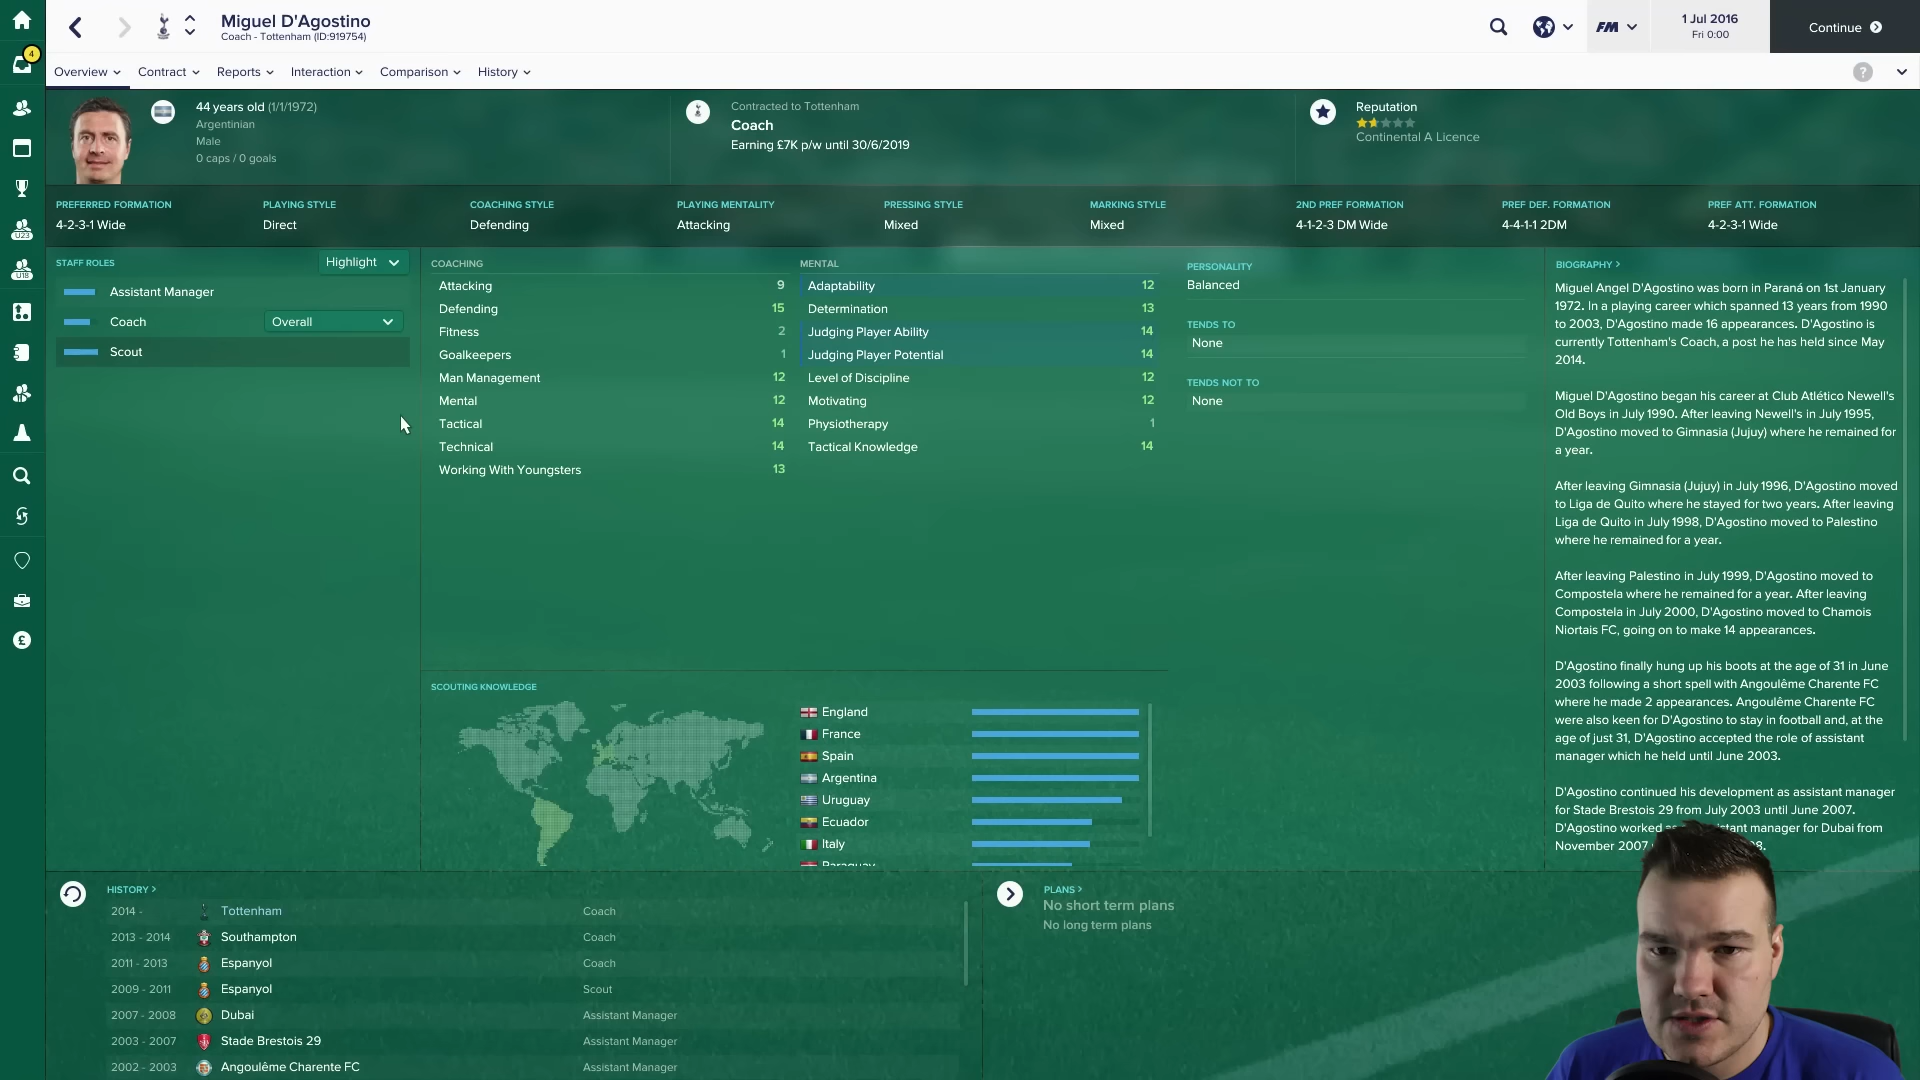 Miguel D'Agostino
Coach - Tottenham (ID:919754)
FM
1 Jul 2016
Fri 0:00
Continue
4
Overview
Contract
Reports
Interaction
Comparison
History
?
44 years old (1/1/1972)
Argentinian
Male
0 caps / 0 goals
Contracted to Tottenham
Coach
Earning £7K p/w until 30/6/2019
Reputation
Continental A Licence
PREFERRED FORMATION
4-2-3-1 Wide
PLAYING STYLE
Direct
COACHING STYLE
Defending
PLAYING MENTALITY
Attacking
PRESSING STYLE
Mixed
MARKING STYLE
Mixed
2ND PREF FORMATION
4-1-2-3 DM Wide
PREF DEF. FORMATION
4-4-1-1 2DM
PREF ATT. FORMATION
4-2-3-1 Wide
U23
U18
£
STAFF ROLES
Highlight
Assistant Manager
Coach
Overall
Scout
COACHING
Attacking 9
Defending 15
Fitness 2
Goalkeepers 1
Man Management 12
Mental 12
Tactical 14
Technical 14
Working With Youngsters 13
MENTAL
Adaptability 12
Determination 13
Judging Player Ability 14
Judging Player Potential 14
Level of Discipline 12
Motivating 12
Physiotherapy 1
Tactical Knowledge 14
PERSONALITY
Balanced
TENDS TO
None
TENDS NOT TO
None
BIOGRAPHY >
Miguel Angel D'Agostino was born in Paraná on 1st January
1972. In a playing career which spanned 13 years from 1990
to 2003, D'Agostino made 16 appearances. D'Agostino is
currently Tottenham's Coach, a post he has held since May
2014.
Miguel D'Agostino began his career at Club Atlético Newell's
Old Boys in July 1990. After leaving Newell's in July 1995,
D'Agostino moved to Gimnasia (Jujuy) where he remained for
a year.
After leaving Gimnasia (Jujuy) in July 1996, D'Agostino moved
to Liga de Quito where he stayed for two years. After leaving
Liga de Quito in July 1998, D'Agostino moved to Palestino
where he remained for a year.
After leaving Palestino in July 1999, D'Agostino moved to
Compostela where he remained for a year. After leaving
Compostela in July 2000, D'Agostino moved to Chamois
Niortais FC, going on to make 14 appearances.
D'Agostino finally hung up his boots at the age of 31 in June
2003 following a short spell with Angoulême Charente FC
where he made 2 appearances. Angoulême Charente FC
were also keen for D'Agostino to stay in football and, at the
age of just 31, D'Agostino accepted the role of assistant
manager which he held until June 2003.
D'Agostino continued his development as assistant manager
for Stade Brestois 29 from July 2003 until June 2007.
D'Agostino worked manager for Dubai from
November 2007
SCOUTING KNOWLEDGE
England
France
Spain
Argentina
Uruguay
Ecuador
Italy
Paraguay
HISTORY >
2014 - Tottenham Coach
2013 - 2014 Southampton Coach
2011 - 2013 Espanyol Coach
2009 - 2011 Espanyol Scout
2007 - 2008 Dubai Assistant Manager
2003 - 2007 Stade Brestois 29 Assistant Manager
2002 - 2003 Angoulême Charente FC Assistant Manager
PLANS >
No short term plans
No long term plans